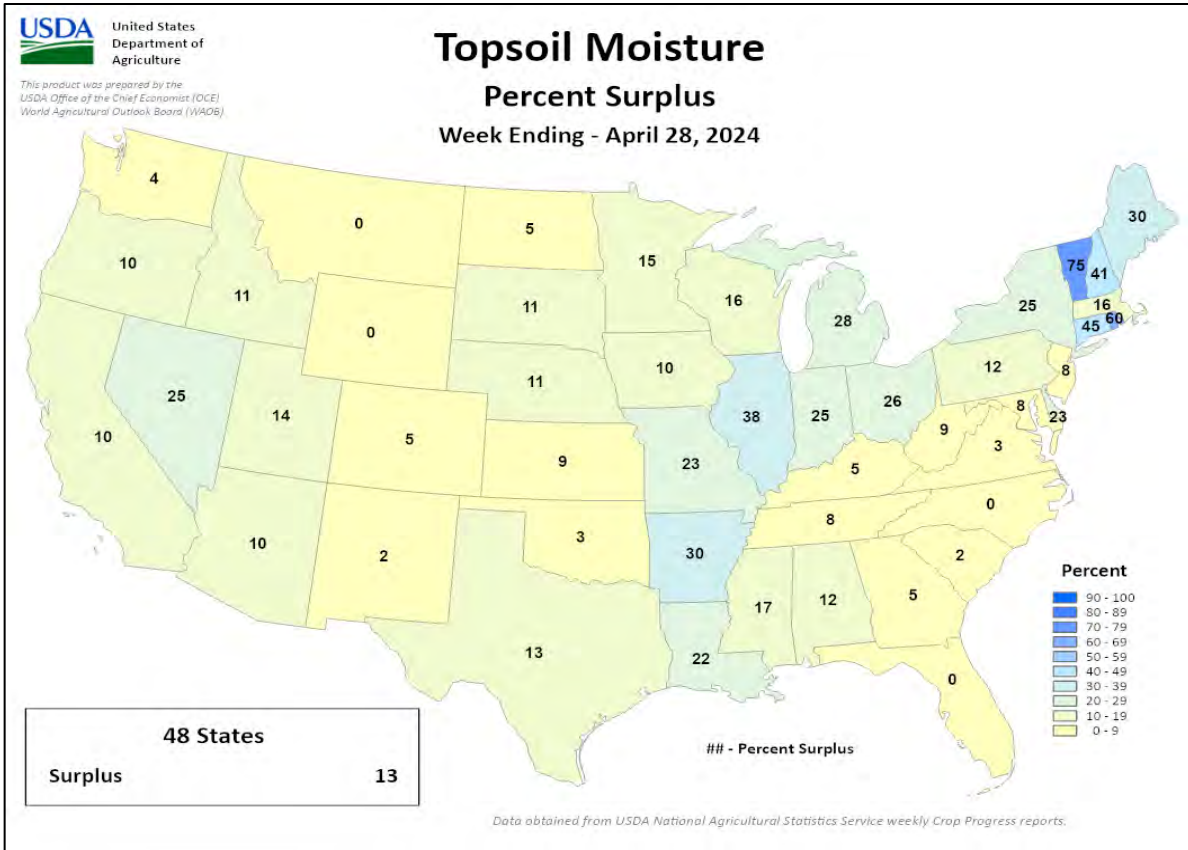 USDA
United States
Department of
Agriculture
This product was prepared by the
USDA Office of the Chief Economist (OCE)
World Agricultural Outlook Board (WAOB)
Topsoil Moisture
Percent Surplus
Week Ending - April 28, 2024
4
0
5
15
30
10
11
11
16
28
25
75
41
16
45
60
0
11
10
12
8
25
14
5
9
23
38
25
26
9
8
23
3
10
5
10
2
3
30
8
0
2
17
12
5
13
22
0
Percent
90 - 100
80 - 89
70 - 79
60 - 69
50 - 59
40 - 49
30 - 39
20 - 29
10 - 19
0 - 9
48 States
Surplus 13
## - Percent Surplus
Data obtained from USDA National Agricultural Statistics Service weekly Crop Progress reports.